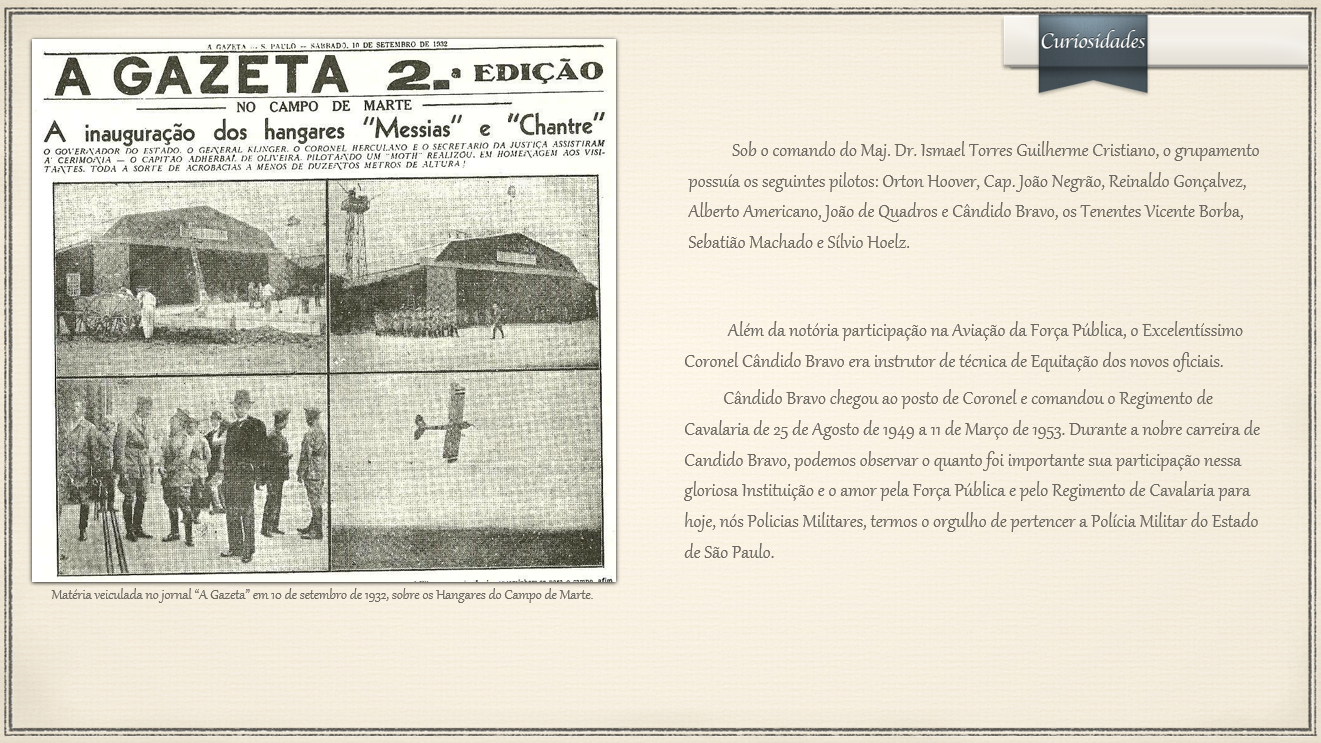 Curiosidades
A GAZETA — S. PAULO — SABBADO, 10 DE SETEMBRO DE 1932
A GAZETA 2.ª EDIÇÃO
NO CAMPO DE MARTE
A inauguração dos hangares "Messias" e "Chantre"
O GOVERNADOR DO ESTADO, O GENERAL KLINGER, O CORONEL HERCULANO E O SECRETARIO DA JUSTIÇA ASSISTIRAM
A' CERIMONIA — O CAPITÃO ADHERBAL DE OLIVEIRA, PILOTANDO UM "MOTH" REALIZOU, EM HOMENAGEM AOS VISI-
TANTES, TODA A SORTE DE ACROBACIAS A MENOS DE DUZENTOS METROS DE ALTURA!
Matéria veiculada no jornal “A Gazeta” em 10 de setembro de 1932, sobre os Hangares do Campo de Marte.
Sob o comando do Maj. Dr. Ismael Torres Guilherme Cristiano, o grupamento
possuía os seguintes pilotos: Orton Hoover, Cap. João Negrão, Reinaldo Gonçalvez,
Alberto Americano, João de Quadros e Cândido Bravo, os Tenentes Vicente Borba,
Sebatião Machado e Sílvio Hoelz.
Além da notória participação na Aviação da Força Pública, o Excelentíssimo
Coronel Cândido Bravo era instrutor de técnica de Equitação dos novos oficiais.
Cândido Bravo chegou ao posto de Coronel e comandou o Regimento de
Cavalaria de 25 de Agosto de 1949 a 11 de Março de 1953. Durante a nobre carreira de
Candido Bravo, podemos observar o quanto foi importante sua participação nessa
gloriosa Instituição e o amor pela Força Pública e pelo Regimento de Cavalaria para
hoje, nós Policias Militares, termos o orgulho de pertencer a Polícia Militar do Estado
de São Paulo.